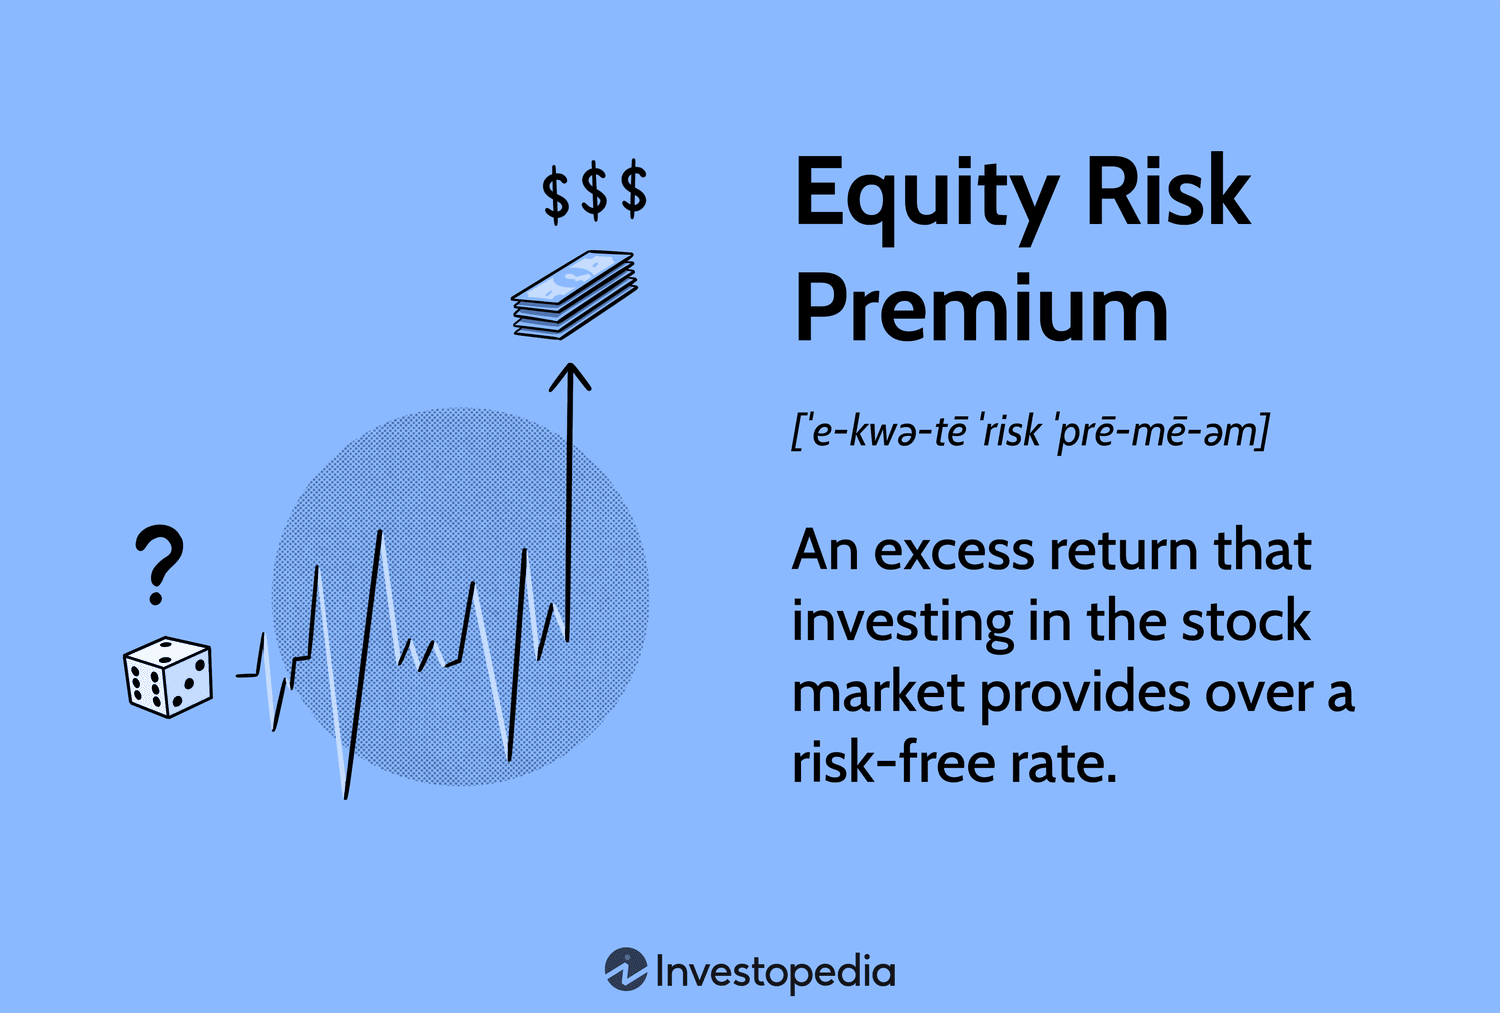 $ $ $
?
Equity Risk
Premium
[ˈe-kwə-tē ˈrisk ˈprē-mē-əm]
An excess return that
investing in the stock
market provides over a
risk-free rate.
Investopedia